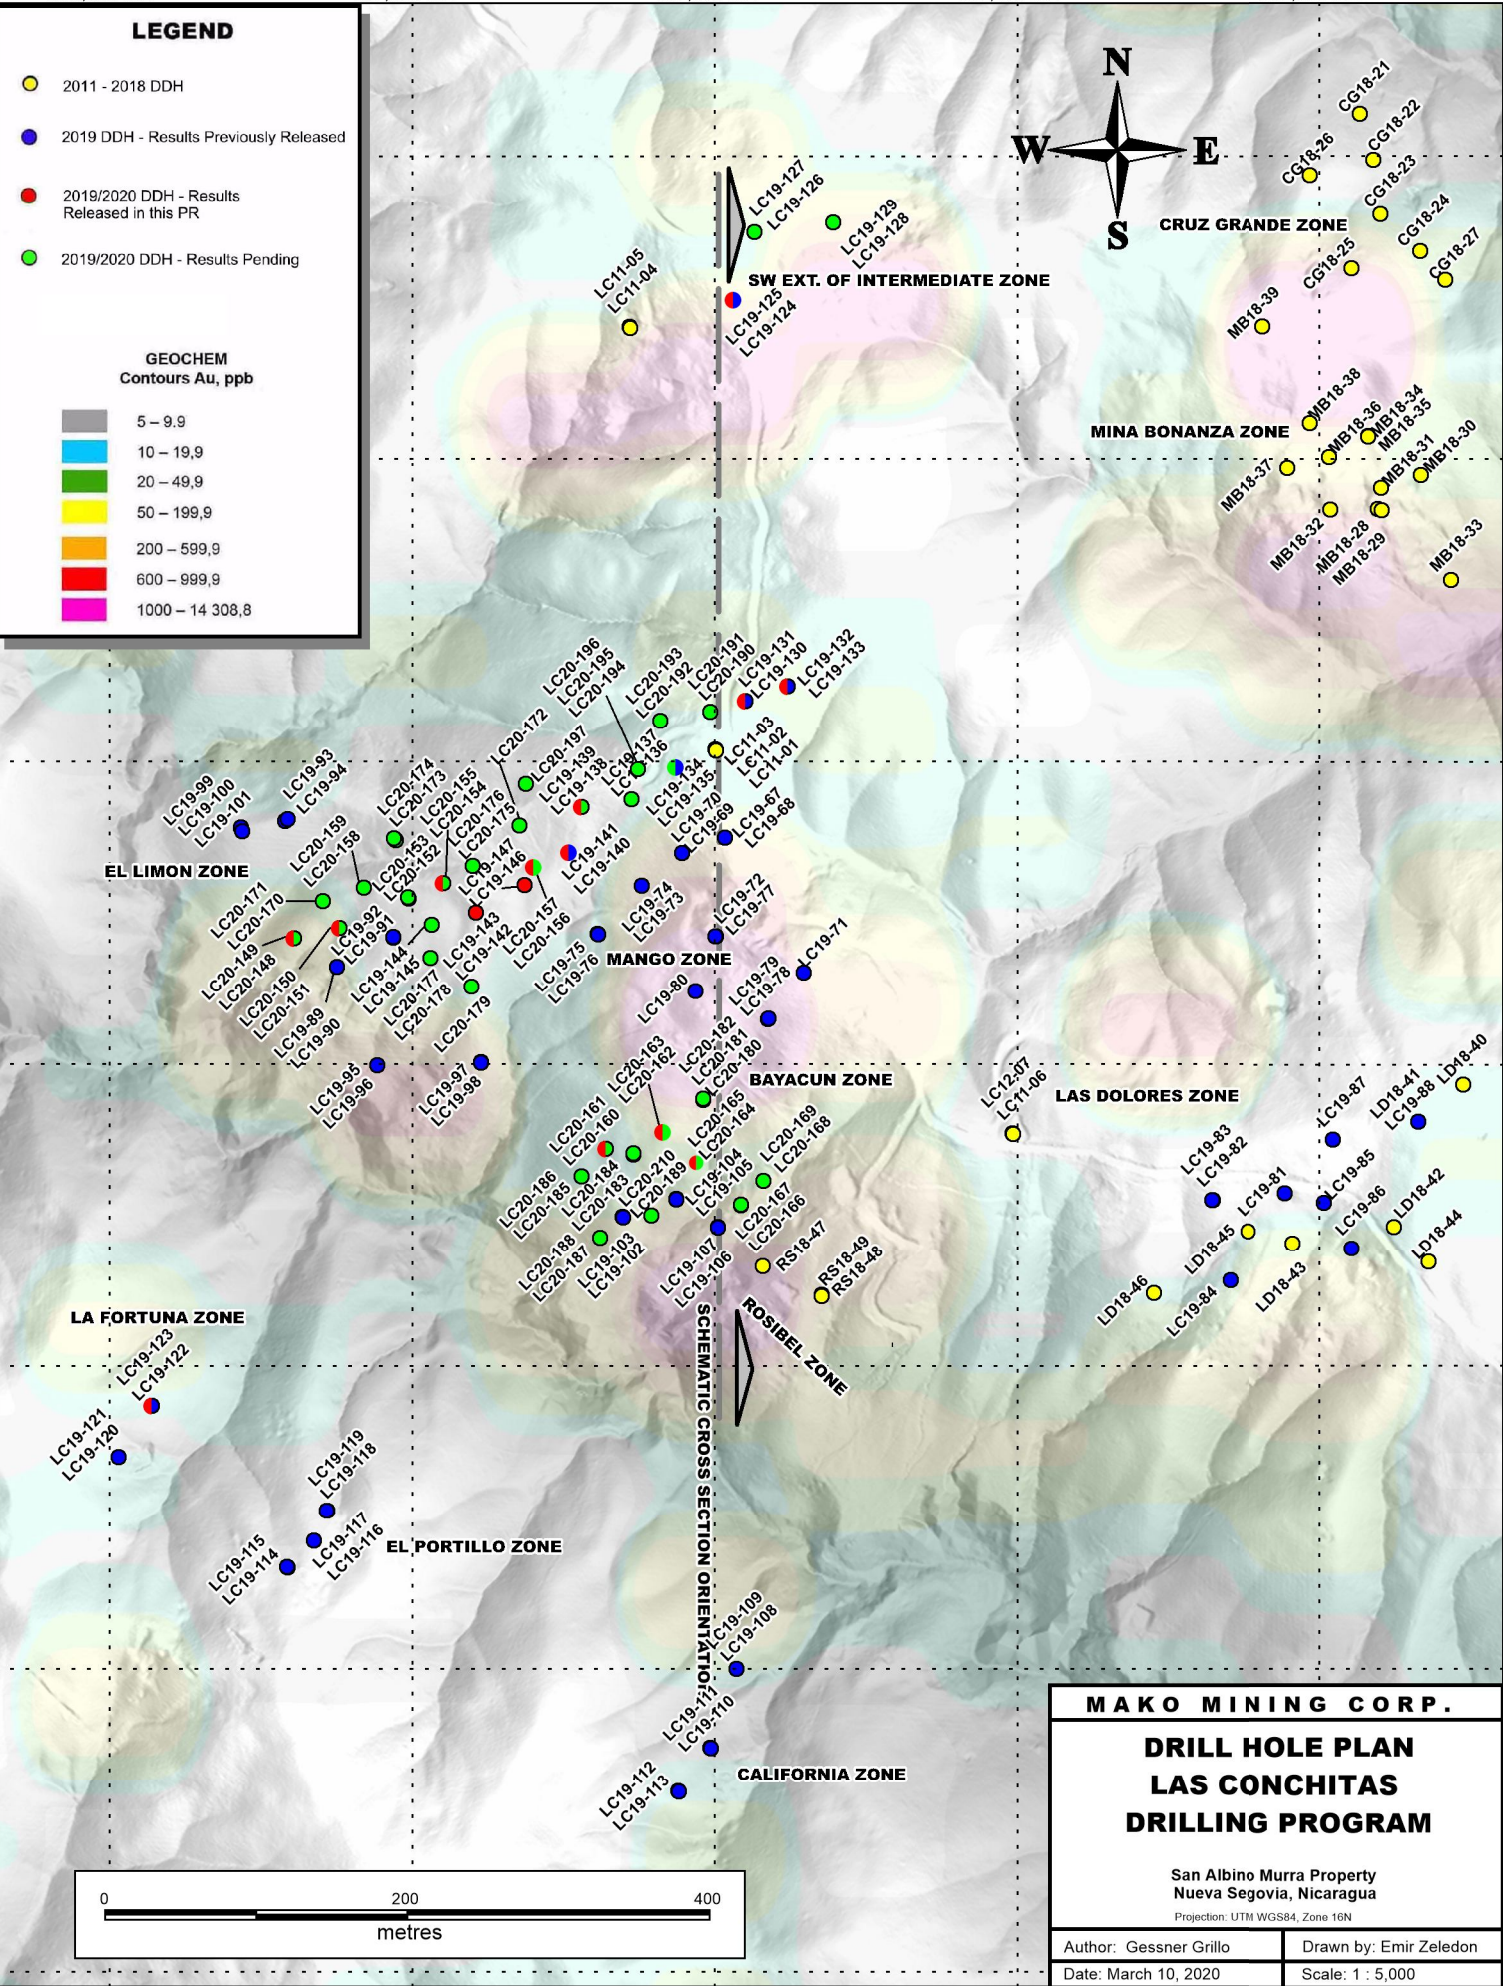 LEGEND
2011 - 2018 DDH
2019 DDH - Results Previously Released
2019/2020 DDH - Results
Released in this PR
2019/2020 DDH - Results Pending
GEOCHEM
Contours Au, ppb
5 – 9.9
10 – 19,9
20 – 49,9
50 – 199,9
200 – 599,9
600 – 999,9
1000 – 14 308,8
N
W
E
S
CG18-21
CG18-22
CG18-26
CG18-23
CRUZ GRANDE ZONE
CG18-24
CG18-27
CG18-25
LC19-127
LC19-126
LC19-129
LC19-128
SW EXT. OF INTERMEDIATE ZONE
LC11-05
LC11-04
LC19-125
LC19-124
MB18-39
MB18-38
MINA BONANZA ZONE
MB18-36
MB18-34
MB18-35
MB18-31
MB18-30
MB18-37
MB18-32
MB18-28
MB18-29
MB18-33
LC20-196
LC20-195
LC20-194
LC20-193
LC20-192
LC20-191
LC20-190
LC19-131
LC19-130
LC19-132
LC19-133
LC20-172
LC20-197
LC19-139
LC19-138
LC19-137
LC19-136
LC19-134
LC19-135
LC11-03
LC11-02
LC11-01
LC19-70
LC19-69
LC19-67
LC19-68
LC19-99
LC19-100
LC19-101
LC19-93
LC19-94
LC20-174
LC20-173
LC20-155
LC20-154
LC20-176
LC20-175
LC20-159
LC20-158
LC20-153
LC20-152
LC19-147
LC19-146
LC19-141
LC19-140
EL LIMON ZONE
LC20-171
LC20-170
LC20-149
LC20-148
LC20-150
LC20-151
LC19-92
LC19-91
LC19-89
LC19-90
LC19-144
LC19-145
LC19-143
LC19-142
LC20-157
LC20-156
LC20-177
LC20-178
LC20-179
LC19-74
LC19-73
LC19-75
LC19-76
MANGO ZONE
LC19-72
LC19-77
LC19-71
LC19-80
LC19-79
LC19-78
LC19-95
LC19-96
LC19-97
LC19-98
LC20-163
LC20-162
LC20-182
LC20-181
LC20-180
BAYACUN ZONE
LC20-161
LC20-160
LC20-165
LC20-164
LC20-169
LC20-168
LC20-186
LC20-185
LC20-184
LC20-183
LC20-210
LC20-189
LC19-104
LC19-105
LC20-167
LC20-166
LC20-188
LC20-187
LC19-103
LC19-102
LC19-107
LC19-106
RS18-47
RS18-49
RS18-48
ROSIBEL ZONE
SCHEMATIC CROSS SECTION ORIENTATION
LC12-07
LC11-06
LAS DOLORES ZONE
LC19-87
LD18-41
LC19-88
LD18-40
LC19-83
LC19-82
LC19-81
LC19-85
LC19-86
LD18-42
LD18-44
LD18-45
LD18-43
LC19-84
LD18-46
LA FORTUNA ZONE
LC19-123
LC19-122
LC19-121
LC19-120
LC19-119
LC19-118
LC19-117
LC19-116
LC19-115
LC19-114
EL PORTILLO ZONE
LC19-109
LC19-108
LC19-111
LC19-110
LC19-112
LC19-113
CALIFORNIA ZONE
0 200 400
metres
MAKO MINING CORP.
DRILL HOLE PLAN
LAS CONCHITAS
DRILLING PROGRAM
San Albino Murra Property
Nueva Segovia, Nicaragua
Projection: UTM WGS84, Zone 16N
Author: Gessner Grillo
Drawn by: Emir Zeledon
Date: March 10, 2020
Scale: 1 : 5,000